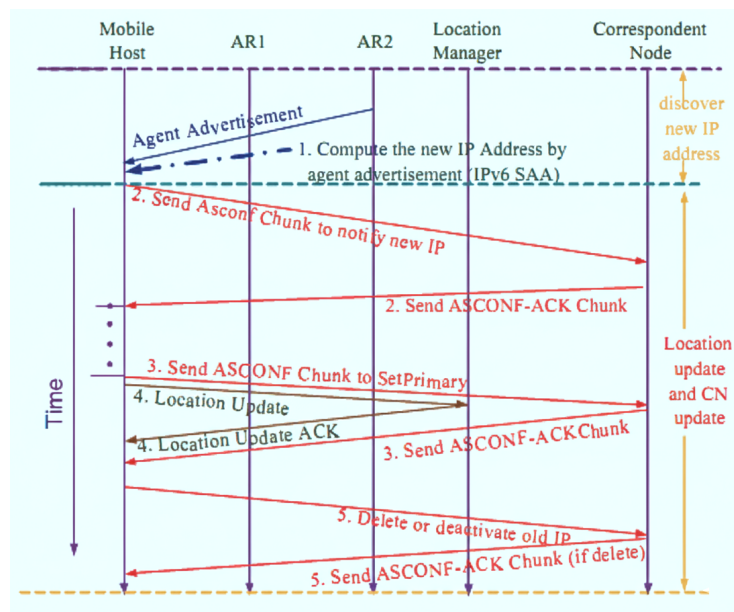 Mobile
Host
AR1
AR2
Location
Manager
Correspondent
Node
discover
new IP
address
Agent Advertisement
1. Compute the new IP Address by
agent advertisement (IPv6 SAA)
2. Send Asconf Chunk to notify new IP
2. Send ASCONF-ACK Chunk
3. Send ASCONF Chunk to SetPrimary
4. Location Update
4. Location Update ACK
3. Send ASCONF-ACKChunk
Location
update
and CN
update
Time
5. Delete or deactivate old IP
5. Send ASCONF-ACK Chunk (if delete)